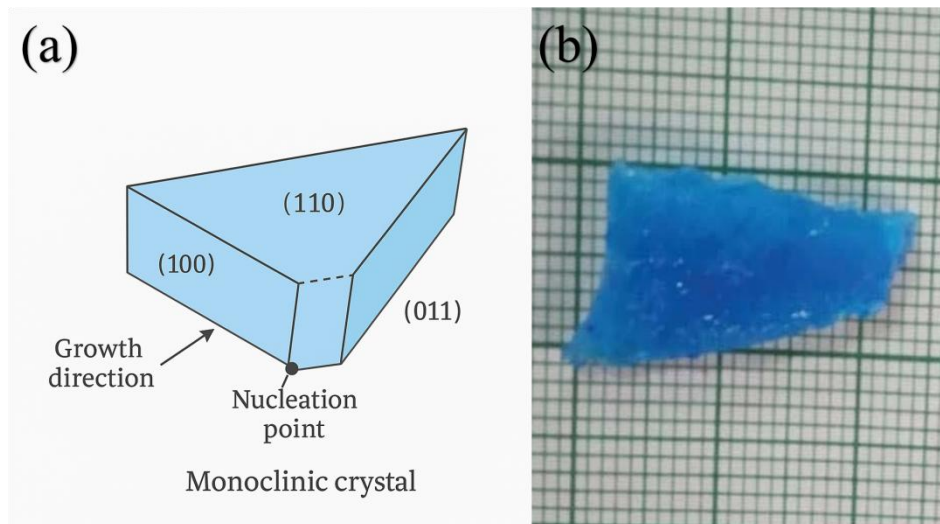 (a)
(110)
(100)
(011)
Growth
direction
Nucleation
point
Monoclinic crystal
(b)